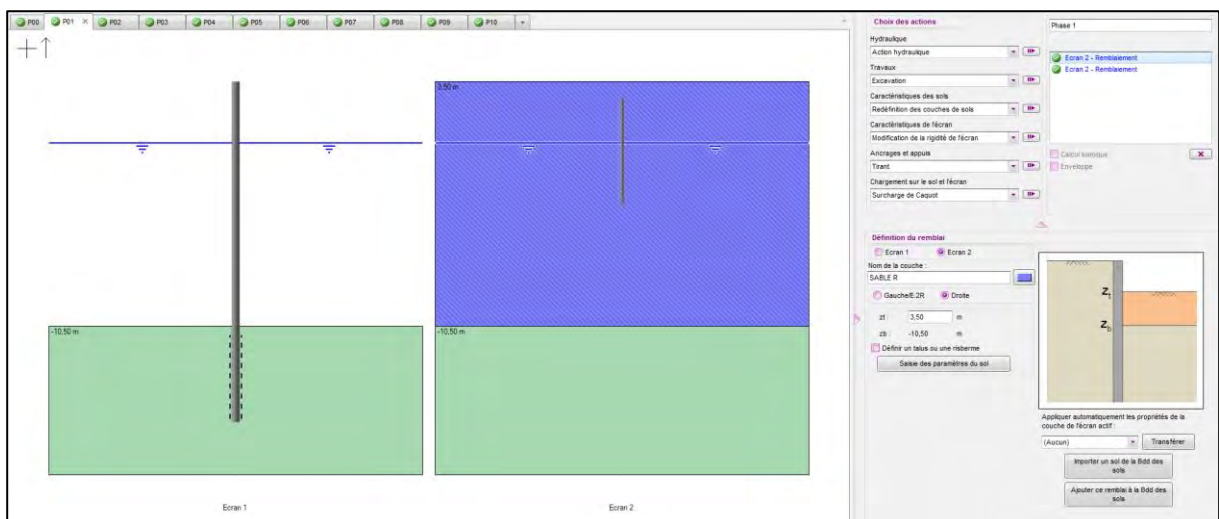 P00 P01 × P02 P03 P04 P05 P06 P07 P08 P09 P10 +
3,50 m
-10,50 m
-10,50 m
Ecran 1
Ecran 2
Choix des actions
Hydraulique
Action hydraulique
Travaux
Excavation
Caractéristiques des sols
Redéfinition des couches de sols
Caractéristiques de l'écran
Modification de la rigidité de l'écran
Ancrages et appuis
Tirant
Chargement sur le sol et l'écran
Surcharge de Caquot
Phase 1
Ecran 2 - Remblaiement
Ecran 2 - Remblaiement
Calcul sismique
Enveloppe
Définition du remblai
Ecran 1 Ecran 2
Nom de la couche :
SABLE R
Gauche/E.2R Droite
zt : 3,50 m
zb : -10,50 m
Définir un talus ou une risberme
Saisie des paramètres du sol
Zt
Zb
Appliquer automatiquement les propriétés de la
couche de l'écran actif :
(Aucun) Transférer
Importer un sol de la Bdd des
sols
Ajouter ce remblai à la Bdd des
sols